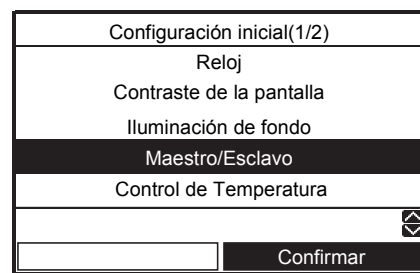 Configuración inicial(1/2)
Reloj
Contraste de la pantalla
Iluminación de fondo
Maestro/Esclavo
Control de Temperatura
Confirmar